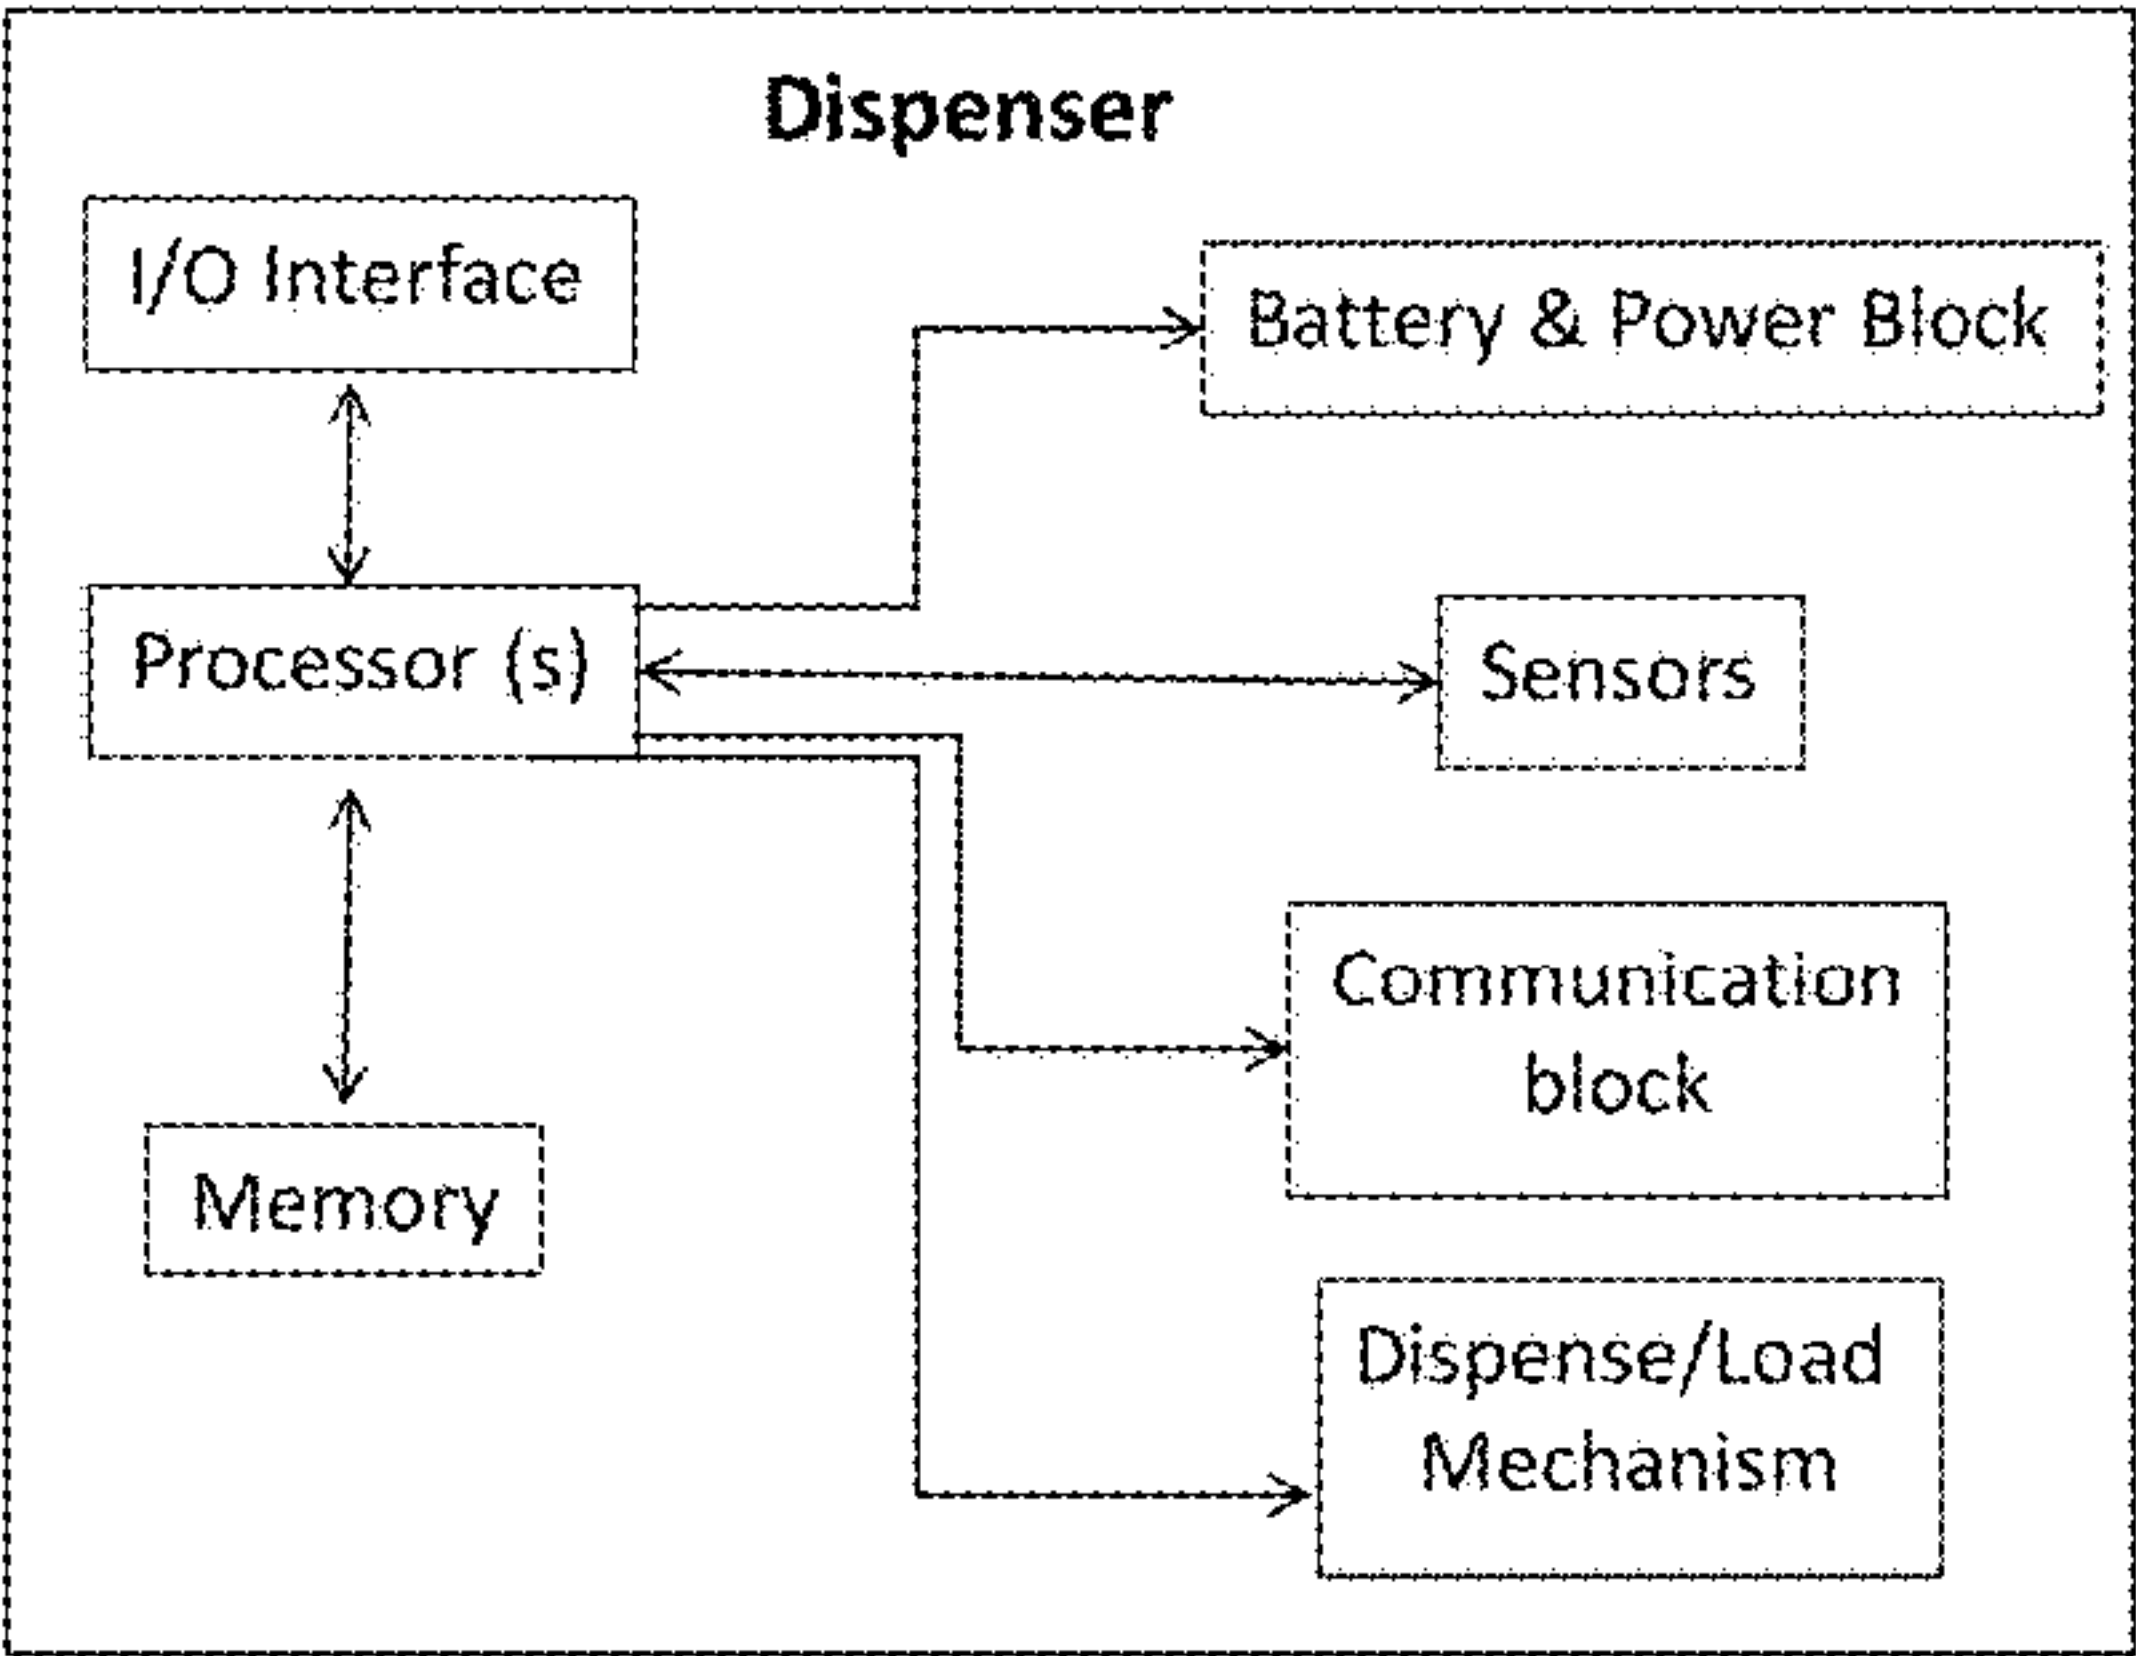 Dispenser
I/O Interface
Battery & Power Block
Processor (s)
Sensors
Communication
block
Memory
Dispense/Load
Mechanism